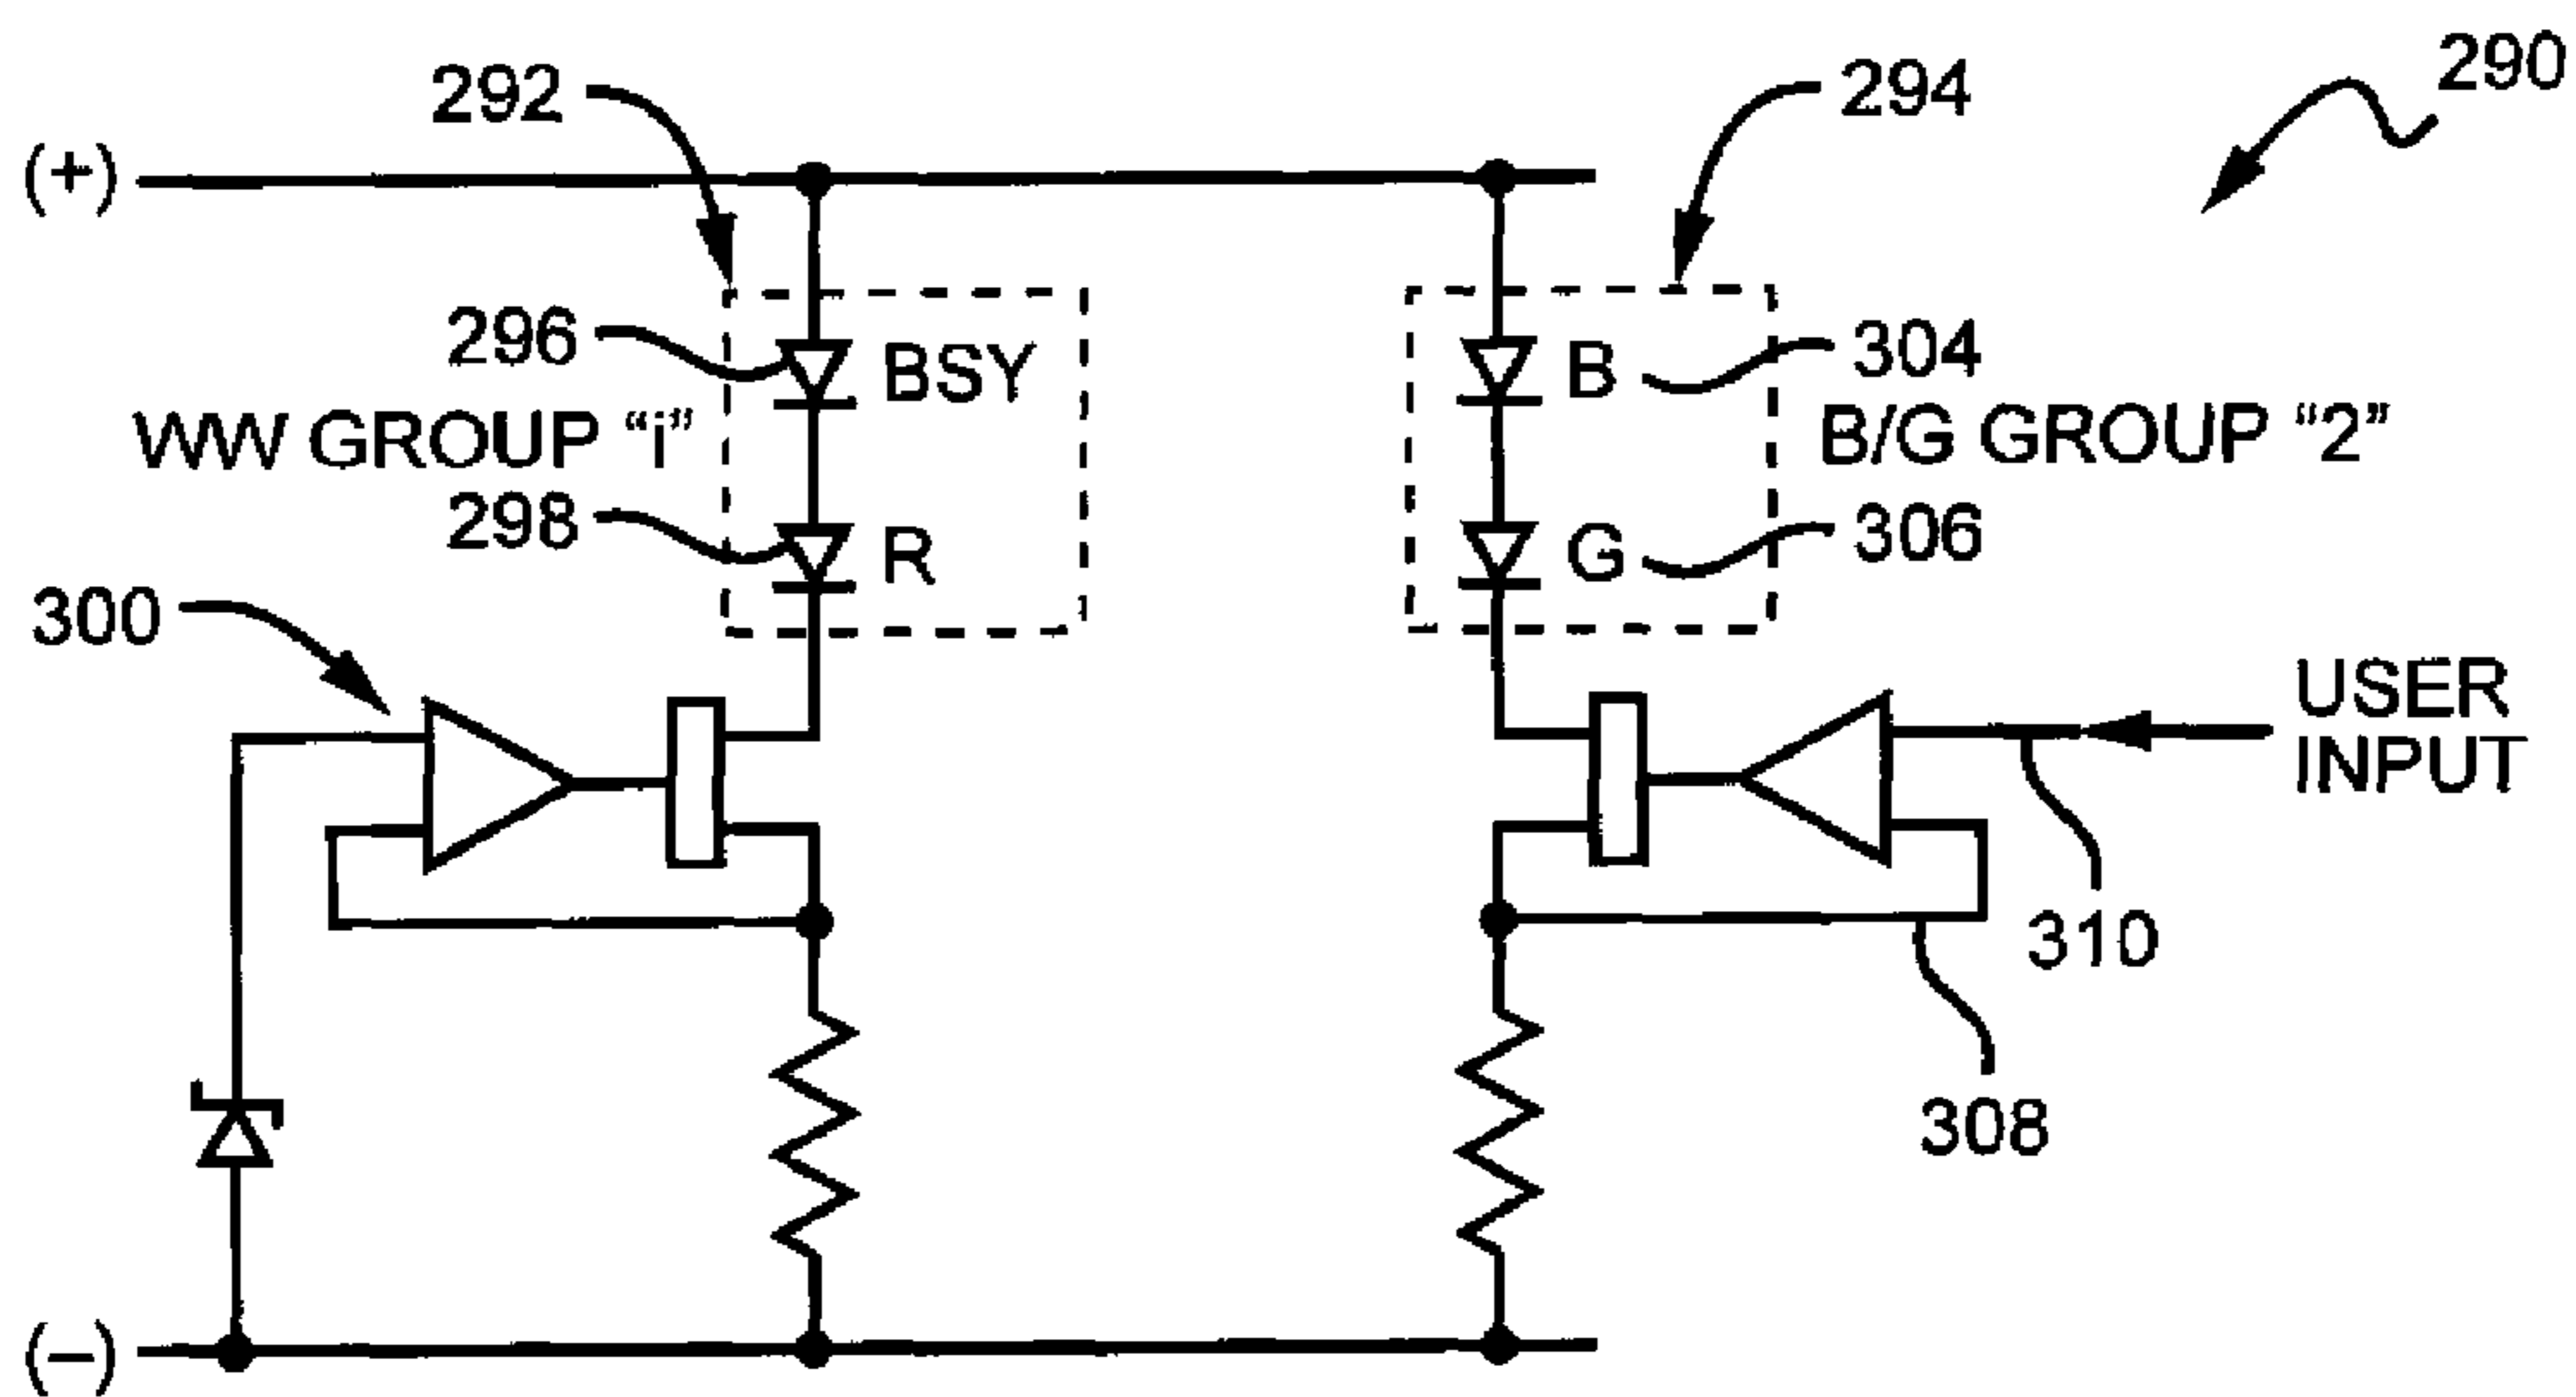 290
292
294
(+)
296
BSY
B
304
WW GROUP “i”
B/G GROUP “2”
298
R
G
306
300
USER
INPUT
310
308
(–)